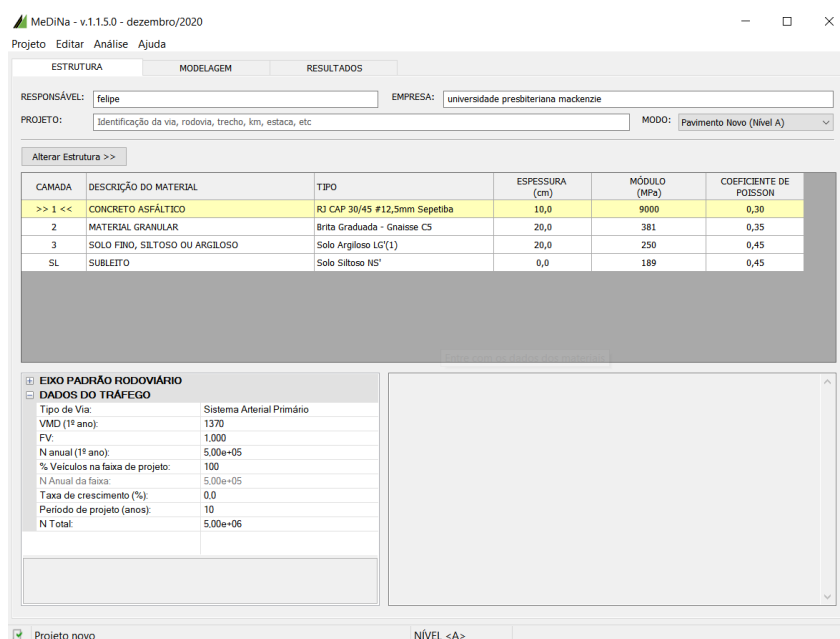 MeDiNa - v.1.1.5.0 - dezembro/2020
Projeto Editar Análise Ajuda
ESTRUTURA MODELAGEM RESULTADOS
RESPONSÁVEL: felipe EMPRESA: universidade presbiteriana mackenzie
PROJETO: Identificação da via, rodovia, trecho, km, estaca, etc MODO: Pavimento Novo (Nível A)
Alterar Estrutura >>
CAMADA DESCRIÇÃO DO MATERIAL TIPO ESPESSURA (cm) MÓDULO (MPa) COEFICIENTE DE POISSON
>> 1 << CONCRETO ASFÁLTICO RJ CAP 30/45 #12,5mm Sepetiba 10,0 9000 0,30
2 MATERIAL GRANULAR Brita Graduada - Gnaisse C5 20,0 381 0,35
3 SOLO FINO, SILTOSO OU ARGILOSO Solo Argiloso LG'(1) 20,0 250 0,45
SL SUBLEITO Solo Siltoso NS' 0,0 189 0,45
EIXO PADRÃO RODOVIÁRIO
DADOS DO TRÁFEGO
Tipo de Via: Sistema Arterial Primário
VMD (1º ano): 1370
FV: 1,000
N anual (1º ano): 5,00e+05
% Veículos na faixa de projeto: 100
N Anual da faixa: 5,00e+05
Taxa de crescimento (%): 0,0
Período de projeto (anos): 10
N Total: 5,00e+06
Projeto novo NÍVEL <A>